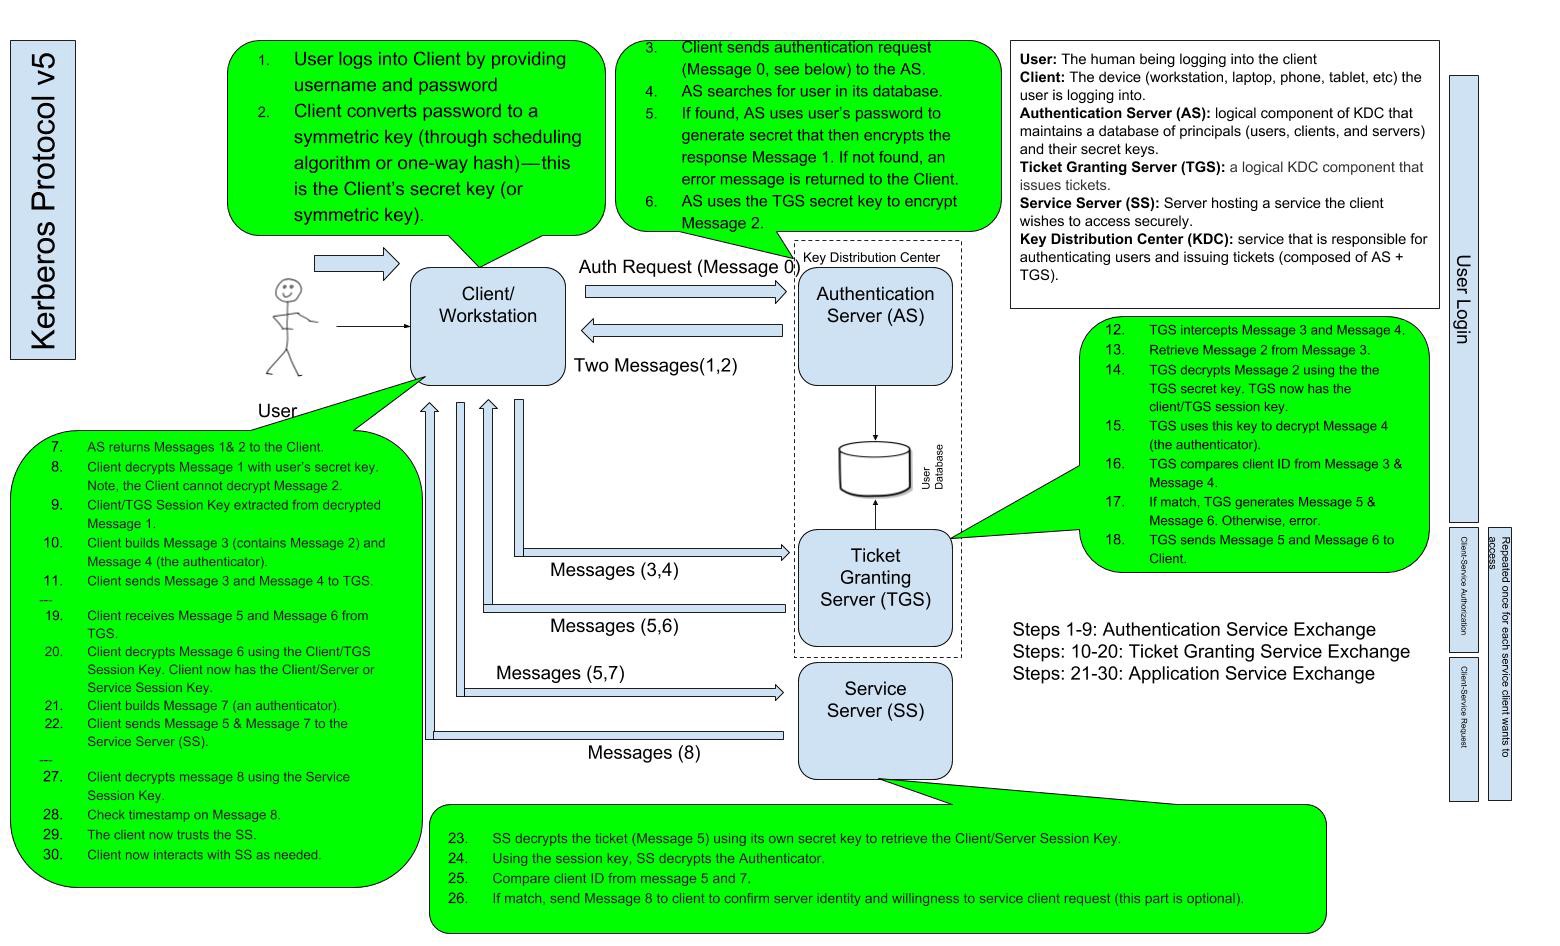 Kerberos Protocol v5
1. User logs into Client by providing
username and password
2. Client converts password to a
symmetric key (through scheduling
algorithm or one-way hash)—this
is the Client's secret key (or
symmetric key).
3. Client sends authentication request
(Message 0, see below) to the AS.
4. AS searches for user in its database.
5. If found, AS uses user's password to
generate secret that then encrypts the
response Message 1. If not found, an
error message is returned to the Client.
6. AS uses the TGS secret key to encrypt
Message 2.
User: The human being logging into the client
Client: The device (workstation, laptop, phone, tablet, etc) the
user is logging into.
Authentication Server (AS): logical component of KDC that
maintains a database of principals (users, clients, and servers)
and their secret keys.
Ticket Granting Server (TGS): a logical KDC component that
issues tickets.
Service Server (SS): Server hosting a service the client
wishes to access securely.
Key Distribution Center (KDC): service that is responsible for
authenticating users and issuing tickets (composed of AS +
TGS).
User Login
Client-Service Authorization
Client-Service Request
Repeated once for each service client wants to
access
Auth Request (Message 0)
Key Distribution Center
Client/
Workstation
Authentication
Server (AS)
Two Messages(1,2)
User
User
Database
7. AS returns Messages 1& 2 to the Client.
8. Client decrypts Message 1 with user's secret key.
Note, the Client cannot decrypt Message 2.
9. Client/TGS Session Key extracted from decrypted
Message 1.
10. Client builds Message 3 (contains Message 2) and
Message 4 (the authenticator).
11. Client sends Message 3 and Message 4 to TGS.
---
19. Client receives Message 5 and Message 6 from
TGS.
20. Client decrypts Message 6 using the Client/TGS
Session Key. Client now has the Client/Server or
Service Session Key.
21. Client builds Message 7 (an authenticator).
22. Client sends Message 5 & Message 7 to the
Service Server (SS).
---
27. Client decrypts message 8 using the Service
Session Key.
28. Check timestamp on Message 8.
29. The client now trusts the SS.
30. Client now interacts with SS as needed.
12. TGS intercepts Message 3 and Message 4.
13. Retrieve Message 2 from Message 3.
14. TGS decrypts Message 2 using the the
TGS secret key. TGS now has the
client/TGS session key.
15. TGS uses this key to decrypt Message 4
(the authenticator).
16. TGS compares client ID from Message 3 &
Message 4.
17. If match, TGS generates Message 5 &
Message 6. Otherwise, error.
18. TGS sends Message 5 and Message 6 to
Client.
Ticket
Granting
Server (TGS)
Messages (3,4)
Messages (5,6)
Messages (5,7)
Messages (8)
Service
Server (SS)
Steps 1-9: Authentication Service Exchange
Steps: 10-20: Ticket Granting Service Exchange
Steps: 21-30: Application Service Exchange
23. SS decrypts the ticket (Message 5) using its own secret key to retrieve the Client/Server Session Key.
24. Using the session key, SS decrypts the Authenticator.
25. Compare client ID from message 5 and 7.
26. If match, send Message 8 to client to confirm server identity and willingness to service client request (this part is optional).